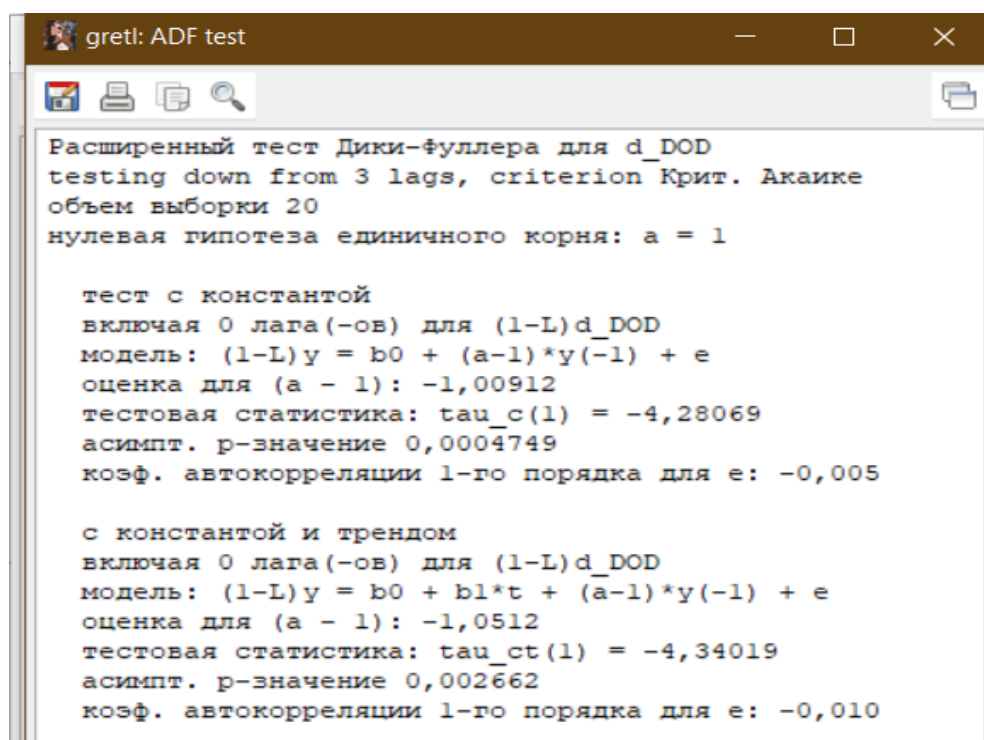 gretl: ADF test
Расширенный тест Дики-Фуллера для d_DOD
testing down from 3 lags, criterion Крит. Акаике
объем выборки 20
нулевая гипотеза единичного корня: a = 1
тест с константой
включая 0 лага(-ов) для (1-L)d_DOD
модель: (1-L)y = b0 + (a-1)*y(-1) + e
оценка для (a - 1): -1,00912
тестовая статистика: tau_c(1) = -4,28069
асимпт. p-значение 0,0004749
коэф. автокорреляции 1-го порядка для e: -0,005
с константой и трендом
включая 0 лага(-ов) для (1-L)d_DOD
модель: (1-L)y = b0 + b1*t + (a-1)*y(-1) + e
оценка для (a - 1): -1,0512
тестовая статистика: tau_ct(1) = -4,34019
асимпт. p-значение 0,002662
коэф. автокорреляции 1-го порядка для e: -0,010